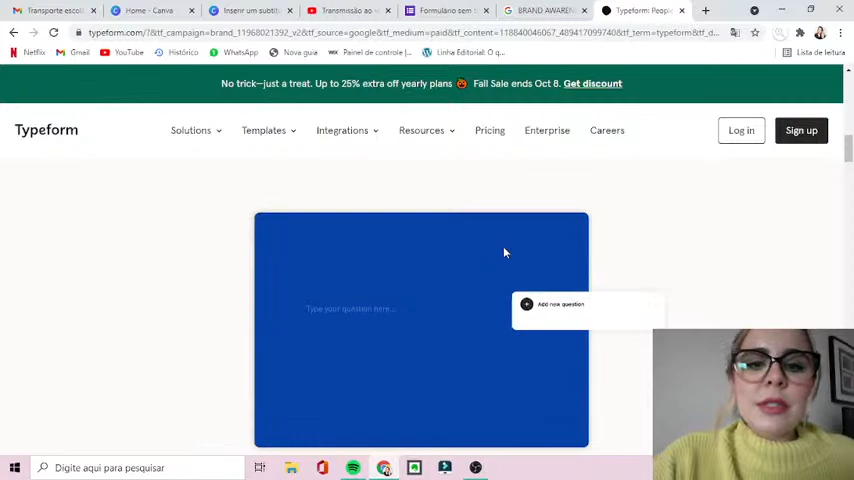 Transporte escol
Home - Canva
Inserir um subtít
Transmissão ao v
Formulário sem t
BRAND AWAREN
Typeform: People
typeform.com/?tf_campaign=brand_11968021392_v2&tf_source=google&tf_medium=paid&tf_content=118840046067_489417099740&tf_term=typeform&tf_d...
Netflix
Gmail
YouTube
Histórico
WhatsApp
Nova guia
Painel de controle |...
Linha Editorial: O q...
Lista de leitura
No trick—just a treat. Up to 25% extra off yearly plans 🎃 Fall Sale ends Oct 8. Get discount
Typeform
Solutions
Templates
Integrations
Resources
Pricing
Enterprise
Careers
Log in
Sign up
Type your question here...
Add new question
Digite aqui para pesquisar